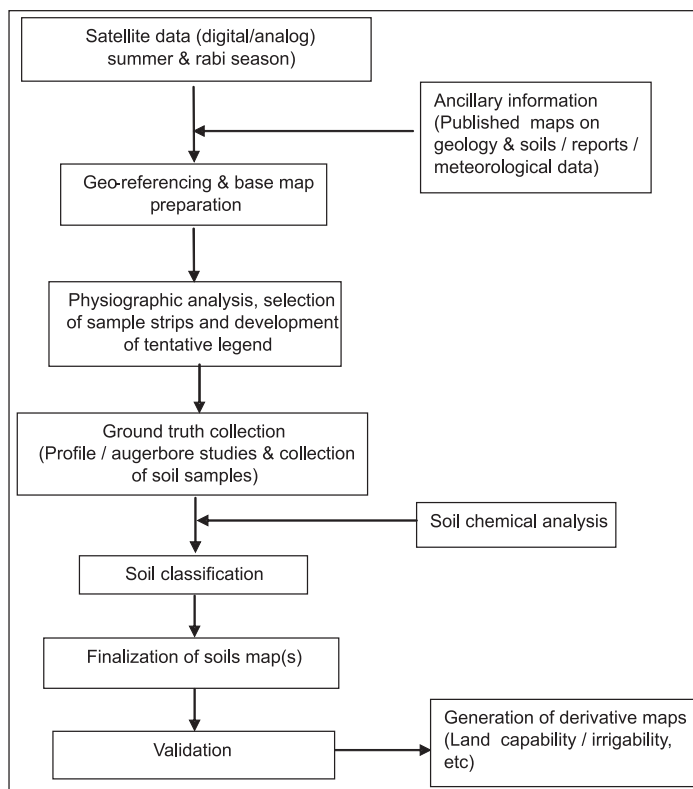 Satellite data (digital/analog)
summer & rabi season)
Ancillary information
(Published maps on
geology & soils / reports /
meteorological data)
Geo-referencing & base map
preparation
Physiographic analysis, selection
of sample strips and development
of tentative legend
Ground truth collection
(Profile / augerbore studies & collection
of soil samples)
Soil chemical analysis
Soil classification
Finalization of soils map(s)
Generation of derivative maps
(Land capability / irrigability,
etc)
Validation